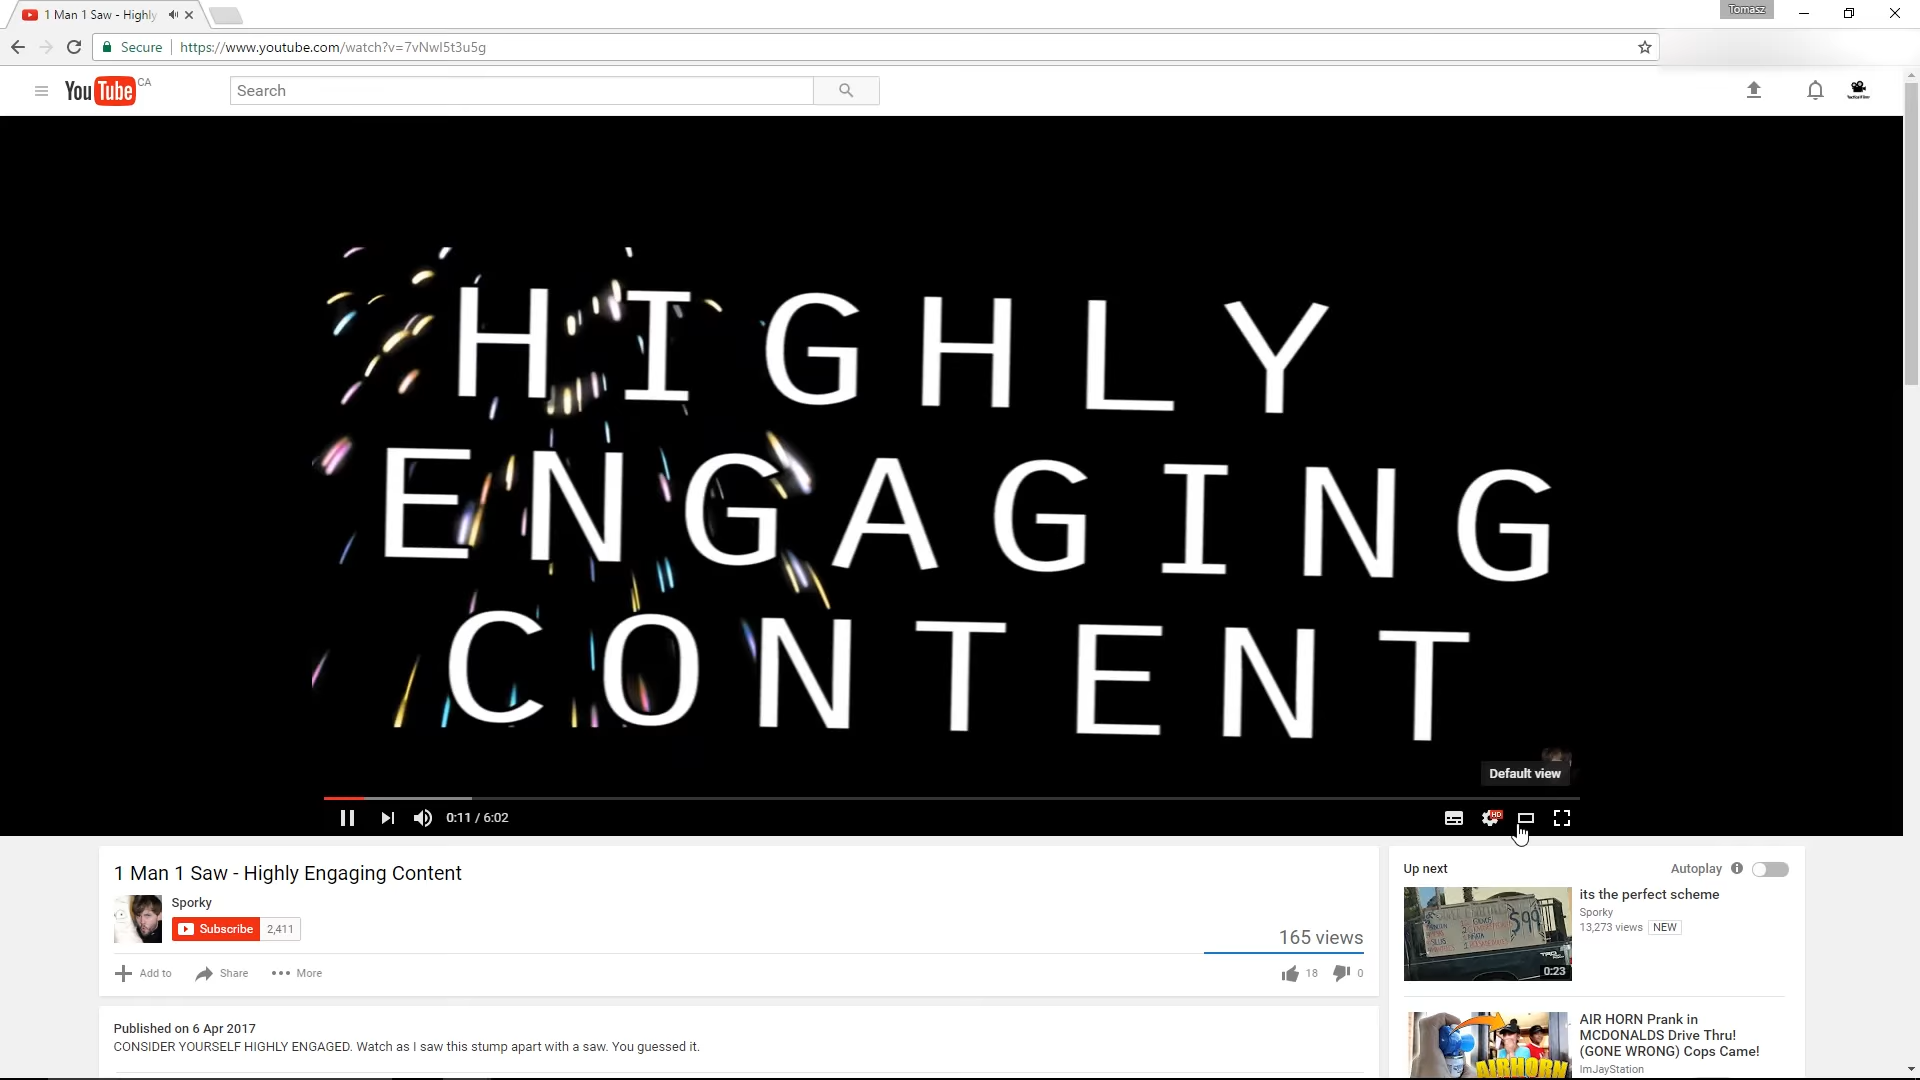 1 Man 1 Saw - Highly
Tomasz
Secure
https://www.youtube.com/watch?v=7vNwl5t3u5g
YouTube CA
Search
HIGHLY
ENGAGING
CONTENT
Default view
0:11 / 6:02
HD
1 Man 1 Saw - Highly Engaging Content
Sporky
Subscribe 2,411
165 views
Add to Share More
18 0
Published on 6 Apr 2017
CONSIDER YOURSELF HIGHLY ENGAGED. Watch as I saw this stump apart with a saw. You guessed it.
Up next
Autoplay
its the perfect scheme
Sporky
13,273 views NEW
$99
0:23
AIR HORN Prank in
MCDONALDS Drive Thru!
(GONE WRONG) Cops Came!
ImJayStation
AIRHORN